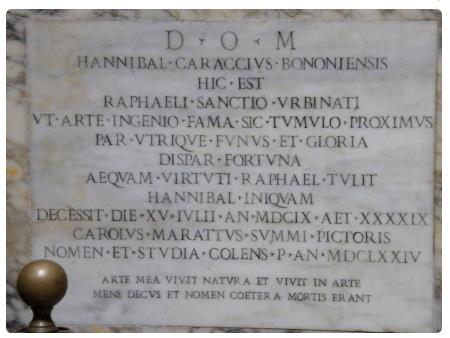 D · O · M
HANNIBAL · CARACCIVS · BONONIENSIS
HIC · EST
RAPHAELI · SANCTIO · VRBINATI
VT · ARTE · INGENIO · FAMA · SIC · TVMVLO · PROXIMVS
PAR · VTRIQVE · FVNVS · ET · GLORIA
DISPAR · FORTVNA
AEQVAM · VIRTVTI · RAPHAEL · TVLIT
HANNIBAL · INIQVAM
DECESSIT · DIE · XV · IVLII · AN · MDCIX · AET · XXXXIX
CAROLVS · MARATTVS · SVMMI · PICTORIS
NOMEN · ET · STVDIA · COLENS · P · AN · MDCLXXIV
ARTE MEA VIVIT NATVRA ET VIVIT IN ARTE
MENS DECVS ET NOMEN COETERA MORTIS ERANT